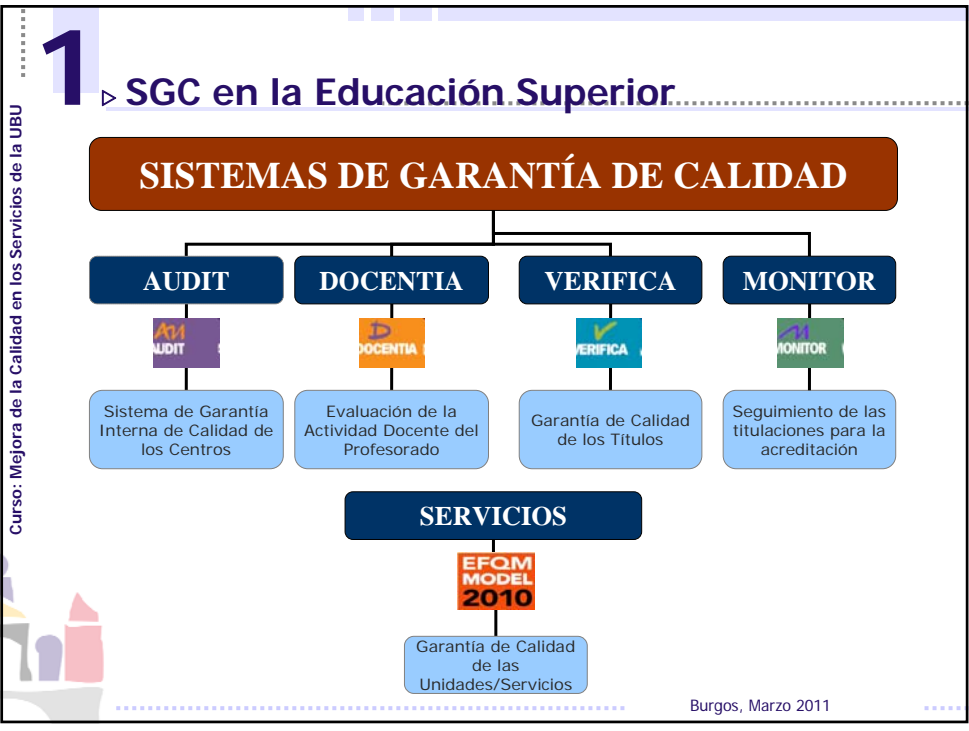 1
SGC en la Educación Superior
Curso: Mejora de la Calidad en los Servicios de la UBU
SISTEMAS DE GARANTÍA DE CALIDAD
AUDIT
DOCENTIA
VERIFICA
MONITOR
AUDIT
DOCENTIA
VERIFICA
MONITOR
Sistema de Garantía
Interna de Calidad de
los Centros
Evaluación de la
Actividad Docente del
Profesorado
Garantía de Calidad
de los Títulos
Seguimiento de las
titulaciones para la
acreditación
SERVICIOS
EFQM
MODEL
2010
Garantía de Calidad
de las
Unidades/Servicios
Burgos, Marzo 2011